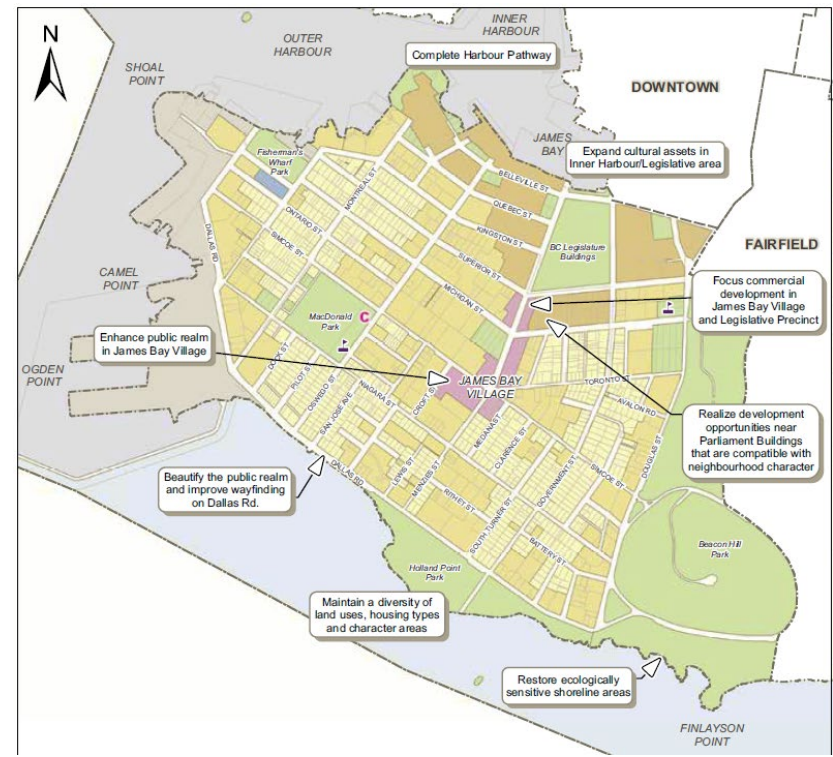 N
INNER
HARBOUR
OUTER
HARBOUR
Complete Harbour Pathway
SHOAL
POINT
DOWNTOWN
JAMES
BAY
Expand cultural assets in
Inner Harbour/Legislative area
Fisherman's
Wharf
Park
BELLEVILLE ST
MONTREAL ST
QUEBEC ST
ONTARIO ST
KINGSTON ST
DALLAS RD
SIMCOE ST
BC Legislature
Buildings
FAIRFIELD
SUPERIOR ST
CAMEL
POINT
MICHIGAN ST
Focus commercial
development in
James Bay Village
and Legislative Precinct
MacDonald
Park
C
Enhance public realm
in James Bay Village
OGDEN
POINT
DOCK ST
PILOT ST
OSWEGO ST
SAN JOSE AVE
NIAGARA ST
CROFT ST
JAMES BAY
VILLAGE
TORONTO ST
AVALON RD
MEDANA ST
CLARENCE ST
DOUGLAS ST
Realize development
opportunities near
Parliament Buildings
that are compatible with
neighbourhood character
Beautify the public realm
and improve wayfinding
on Dallas Rd.
DALLAS RD
LEWIS ST
MENZIES ST
RITHET ST
GOVERNMENT ST
SIMCOE ST
SOUTH TURNER ST
BATTERY ST
Beacon Hill
Park
Holland Point
Park
Maintain a diversity of
land uses, housing types
and character areas
Restore ecologically
sensitive shoreline areas
FINLAYSON
POINT